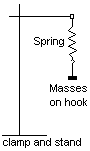 Spring
Masses
on hook
clamp and stand